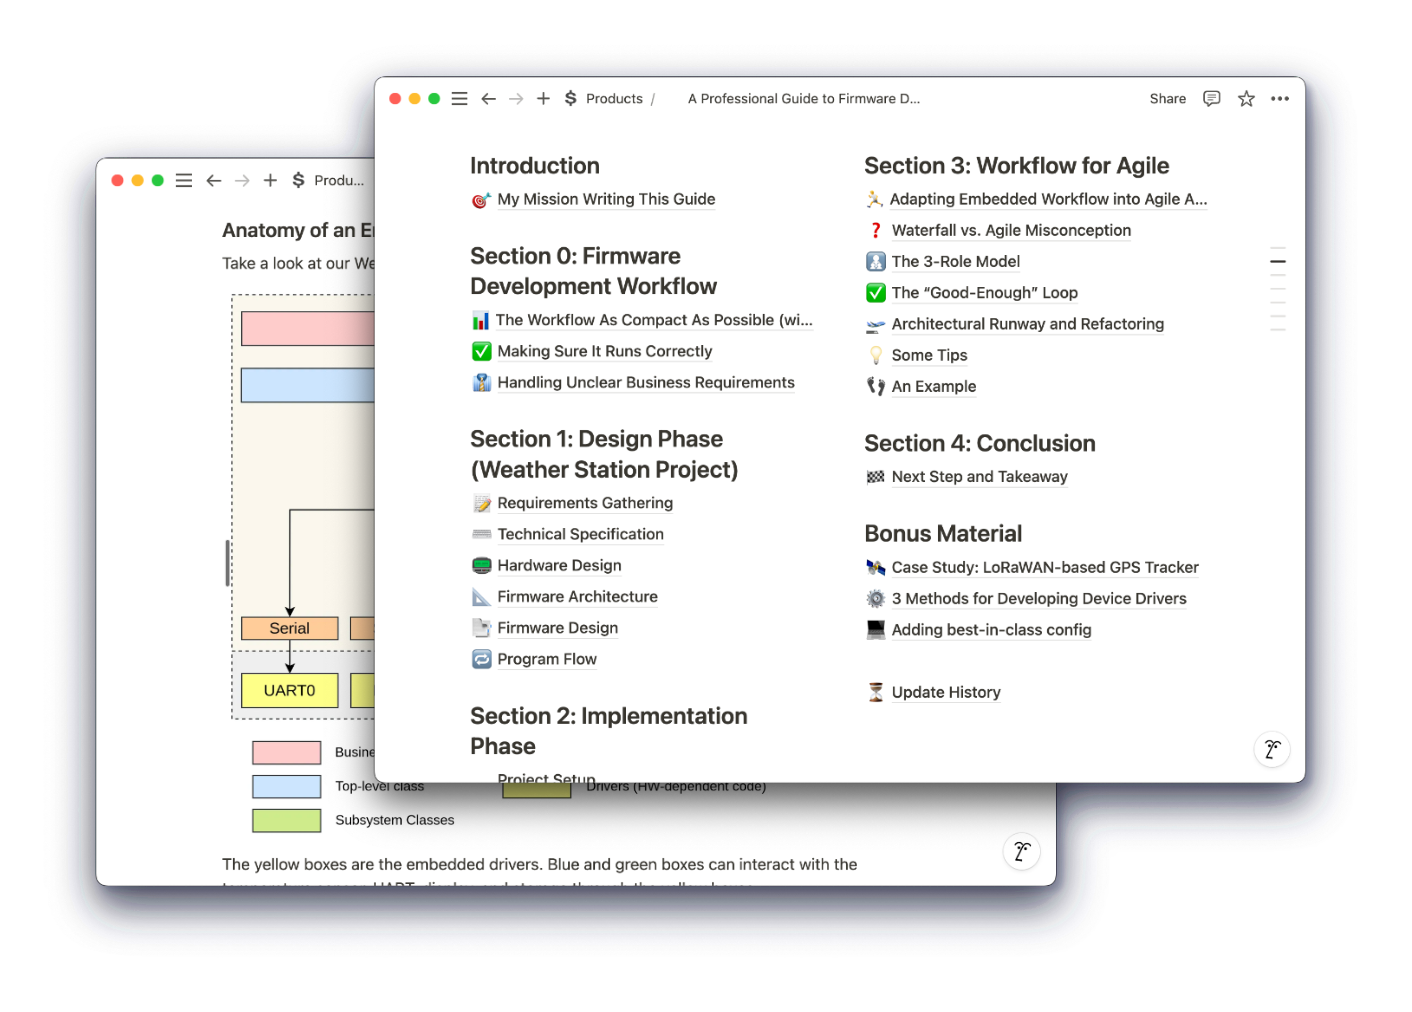 Products /
A Professional Guide to Firmware D...
Share
Introduction
My Mission Writing This Guide
Section 0: Firmware
Development Workflow
The Workflow As Compact As Possible (wi...
Making Sure It Runs Correctly
Handling Unclear Business Requirements
Section 1: Design Phase
(Weather Station Project)
Requirements Gathering
Technical Specification
Hardware Design
Firmware Architecture
Firmware Design
Program Flow
Section 2: Implementation
Phase
Project Setup
Section 3: Workflow for Agile
Adapting Embedded Workflow into Agile A...
Waterfall vs. Agile Misconception
The 3-Role Model
The “Good-Enough” Loop
Architectural Runway and Refactoring
Some Tips
An Example
Section 4: Conclusion
Next Step and Takeaway
Bonus Material
Case Study: LoRaWAN-based GPS Tracker
3 Methods for Developing Device Drivers
Adding best-in-class config
Update History
Produ...
Anatomy of an E
Take a look at our We
Serial
UART0
Busine
Top-level class
Drivers (HW-dependent code)
Subsystem Classes
The yellow boxes are the embedded drivers. Blue and green boxes can interact with the